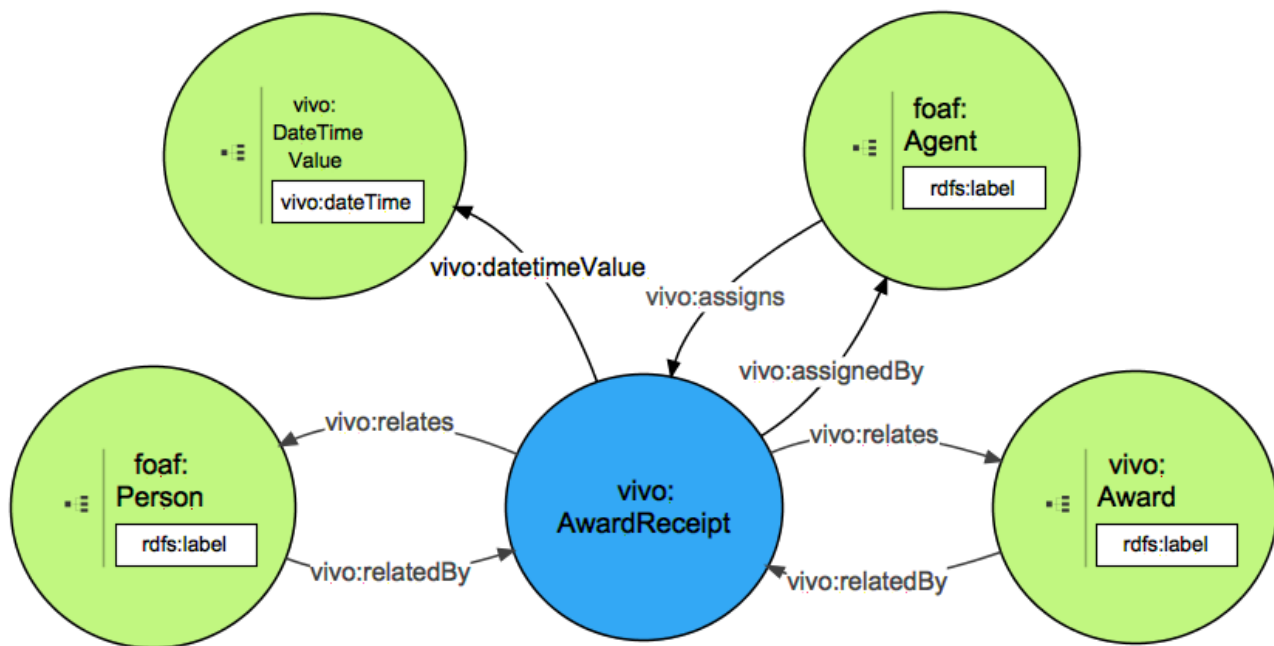 vivo:
DateTime
Value
vivo:dateTime
foaf:
Agent
rdfs:label
vivo:datetimeValue
vivo:assigns
vivo:assignedBy
vivo:relates
vivo:relates
foaf:
Person
rdfs:label
vivo:
AwardReceipt
vivo:
Award
rdfs:label
vivo:relatedBy
vivo:relatedBy